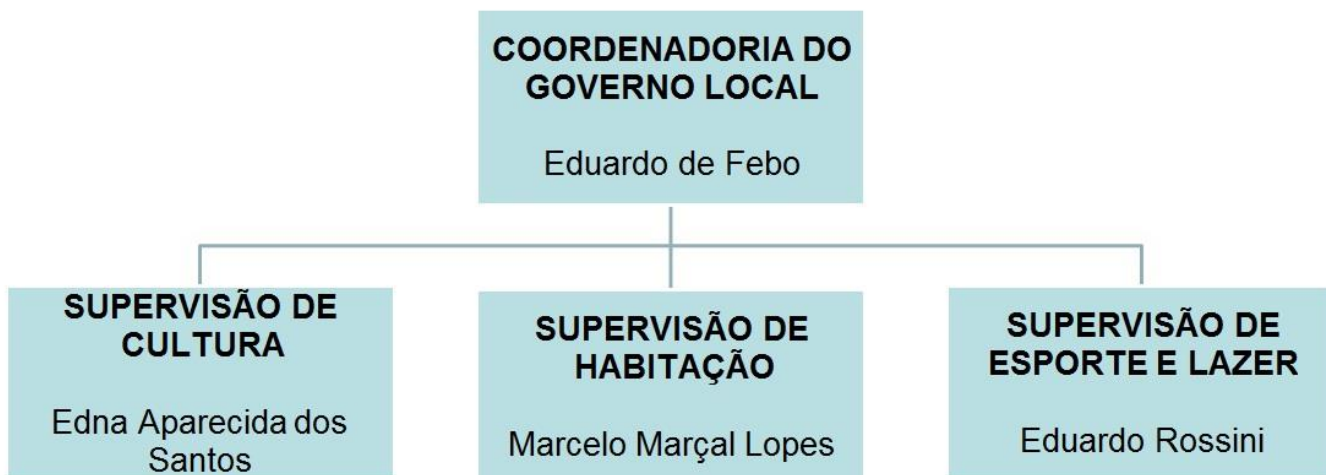 COORDENADORIA DO
GOVERNO LOCAL
Eduardo de Febo
SUPERVISÃO DE
CULTURA
Edna Aparecida dos
Santos
SUPERVISÃO DE
HABITAÇÃO
Marcelo Marçal Lopes
SUPERVISÃO DE
ESPORTE E LAZER
Eduardo Rossini